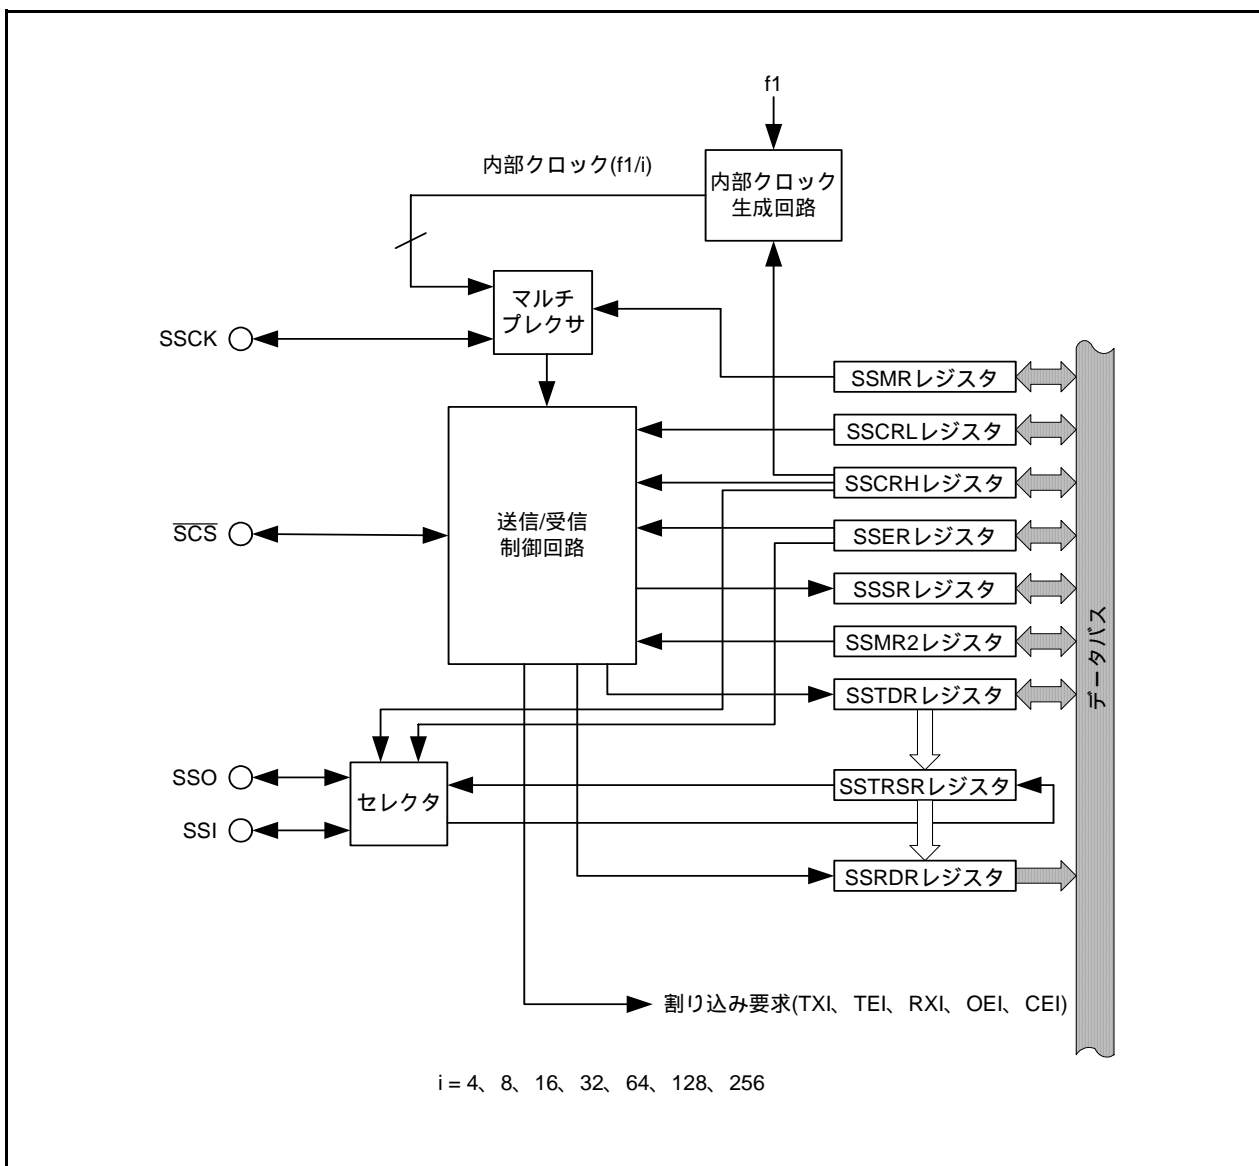 f1
内部クロック(f1/i)
内部クロック
生成回路
マルチ
プレクサ
SSCK
SSMRレジスタ
SSCRLレジスタ
SSCRHレジスタ
SCS
送信/受信
制御回路
SSERレジスタ
SSSRレジスタ
SSMR2レジスタ
データバス
SSTDRレジスタ
SSO
SSTRSRレジスタ
セレクタ
SSI
SSRDRレジスタ
割り込み要求(TXI、TEI、RXI、OEI、CEI)
i = 4、8、16、32、64、128、256